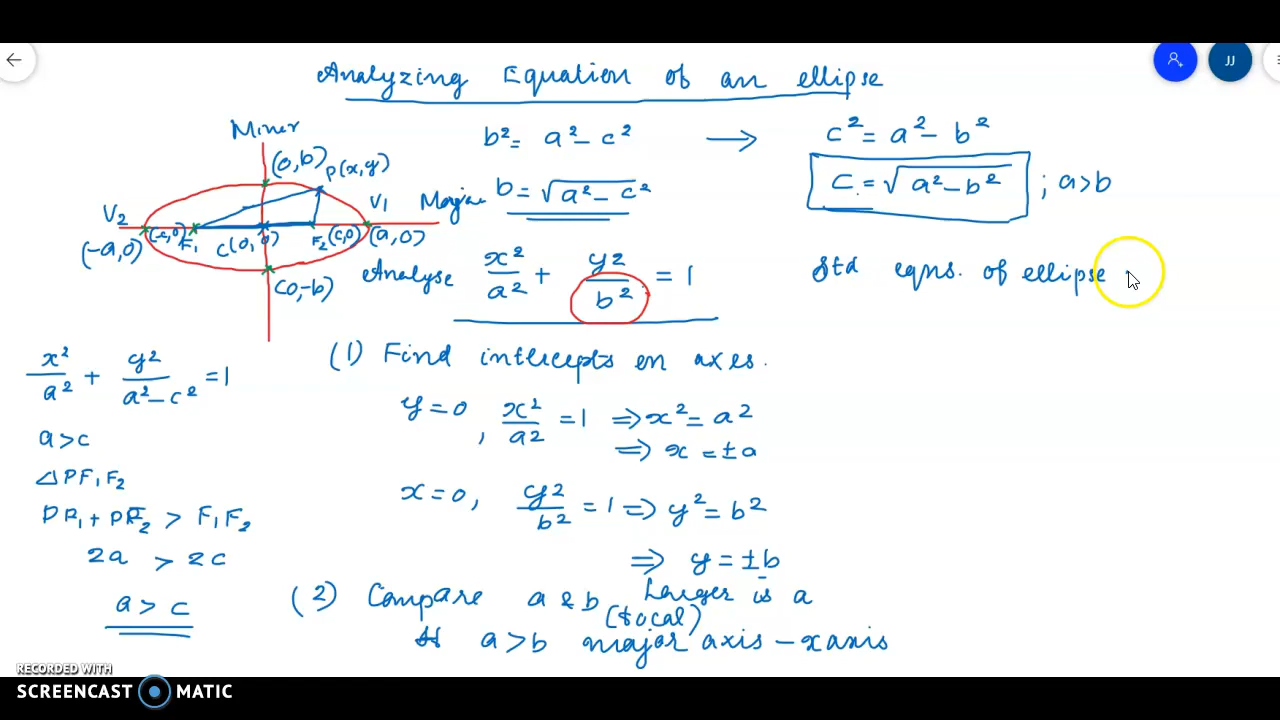 JJ
Analyzing Equation of an ellipse
Miner
(0,b)
P(x,y)
V2
V1
(-a,0)
(-c,0)
F1
C(0,0)
F2
(c,0)
(a,0)
(0,-b)
b² = a² - c² → c² = a² - b²
b = √a² - c²
C = √a² - b² ; a > b
Analyse x²/a² + y²/b² = 1
Std eqns. of ellipse
x²/a² + y²/a² - c² = 1
a > c
△PF1F2
PF1 + PF2 > F1F2
2a > 2c
a > c
(1) Find intercepts on axes.
y = 0, x²/a² = 1 ⇒ x² = a²
⇒ x = ±a
x = 0, y²/b² = 1 ⇒ y² = b²
⇒ y = ±b
(2) Compare a & b Larger is a
(focal)
If a > b major axis - x axis
RECORDED WITH
SCREENCAST MATIC